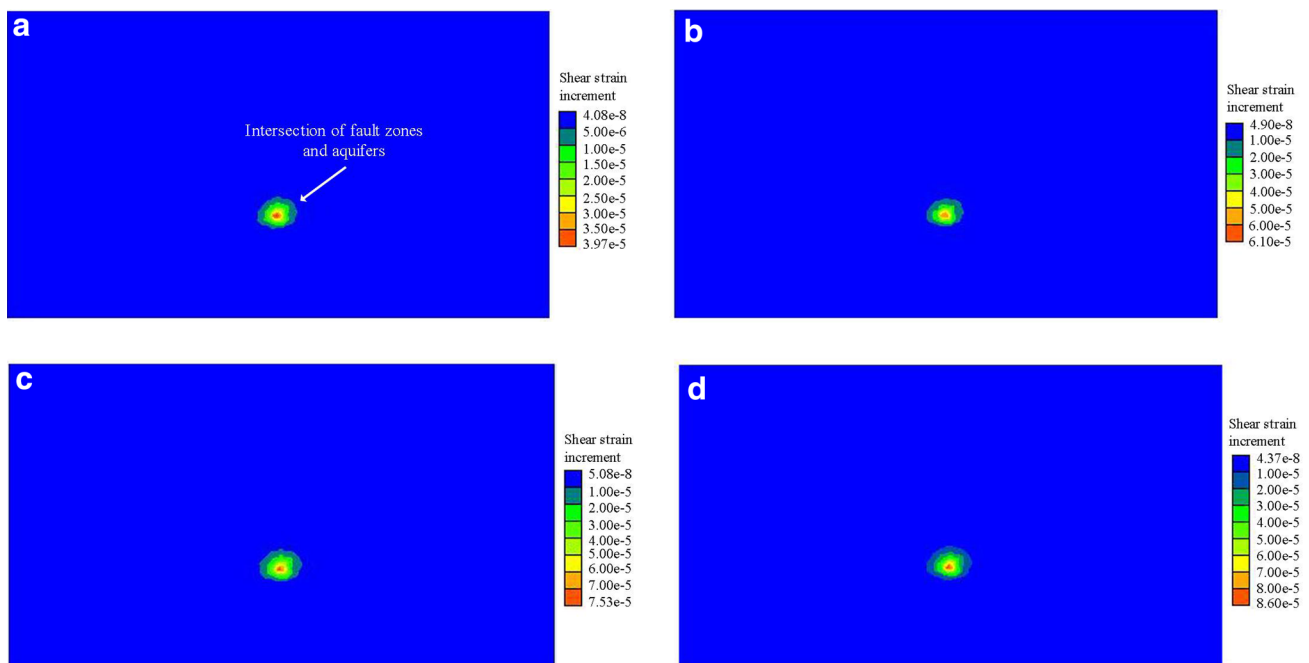 a
Intersection of fault zones
and aquifers
Shear strain
increment
4.08e-8
5.00e-6
1.00e-5
1.50e-5
2.00e-5
2.50e-5
3.00e-5
3.50e-5
3.97e-5
b
Shear strain
increment
4.90e-8
1.00e-5
2.00e-5
3.00e-5
4.00e-5
5.00e-5
6.00e-5
6.10e-5
c
Shear strain
increment
5.08e-8
1.00e-5
2.00e-5
3.00e-5
4.00e-5
5.00e-5
6.00e-5
7.00e-5
7.53e-5
d
Shear strain
increment
4.37e-8
1.00e-5
2.00e-5
3.00e-5
4.00e-5
5.00e-5
6.00e-5
7.00e-5
8.00e-5
8.60e-5